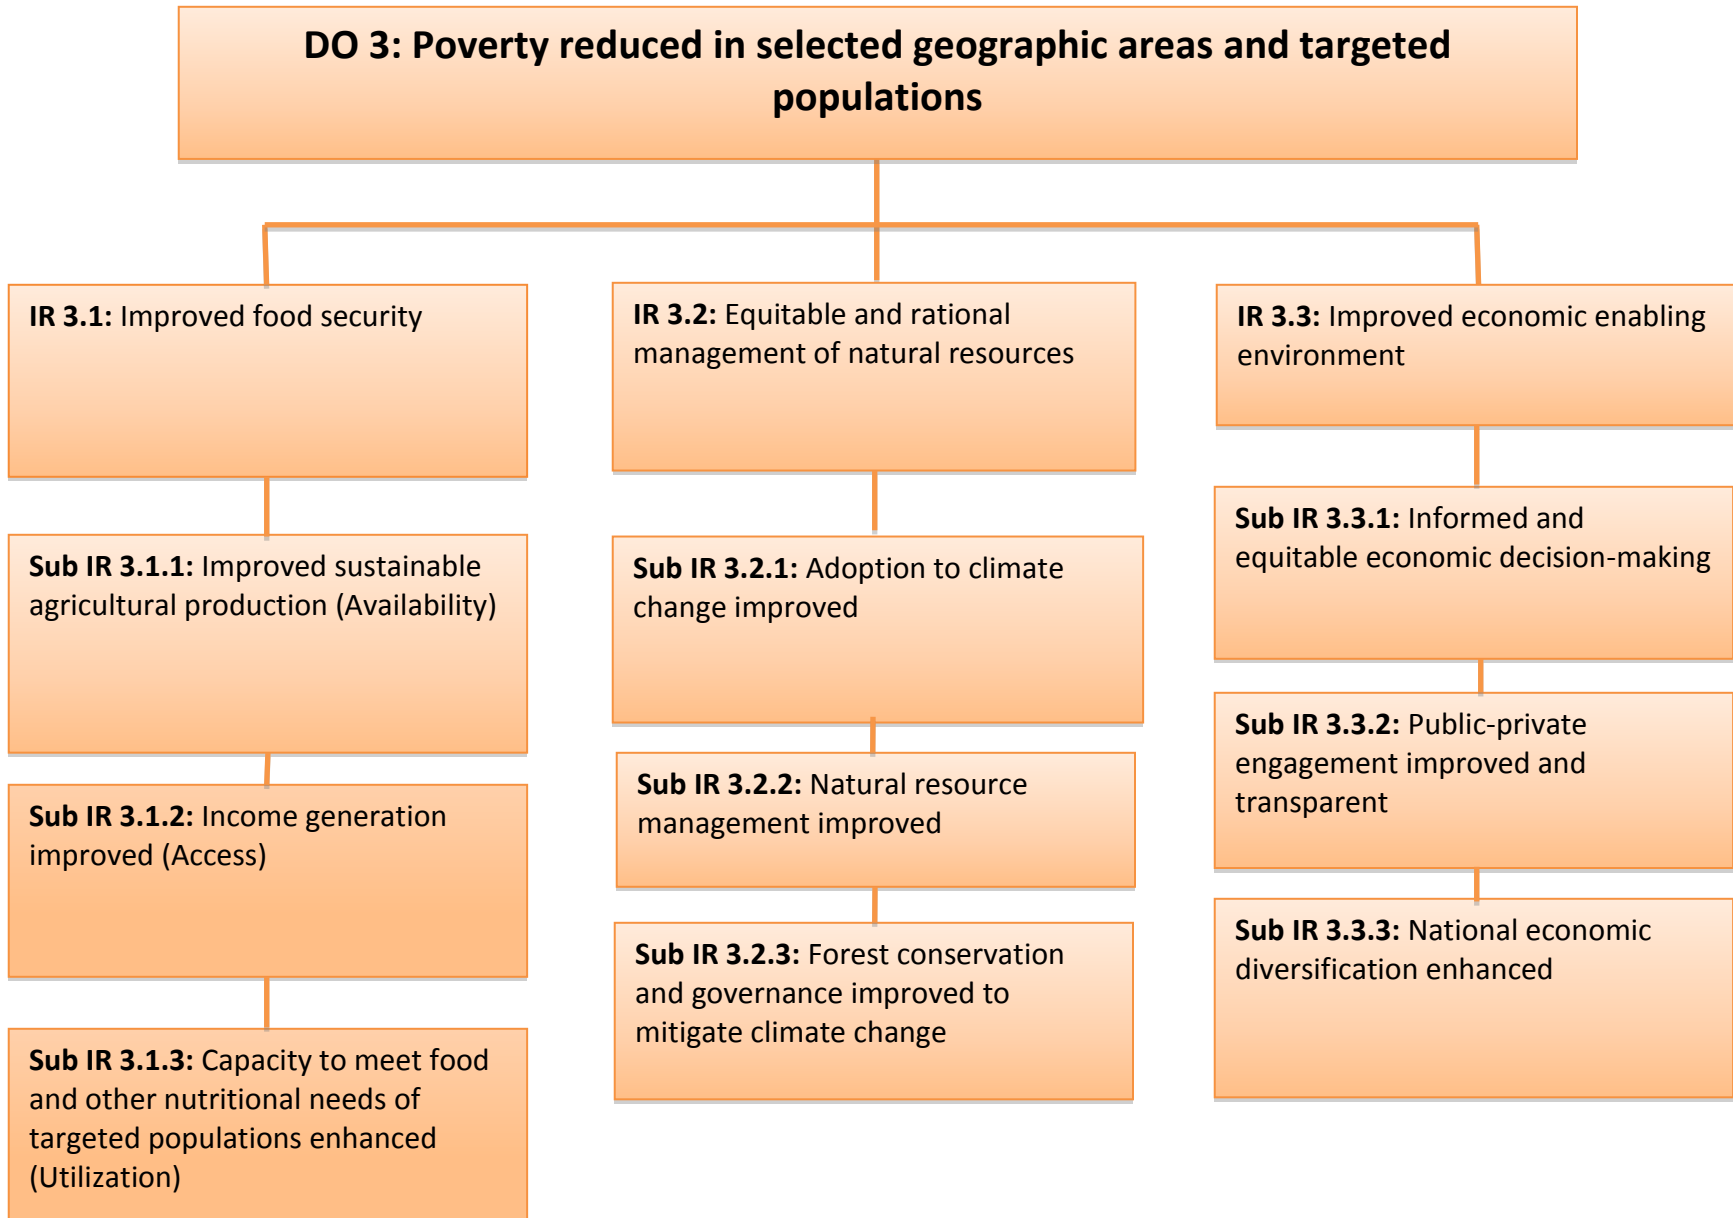 DO 3: Poverty reduced in selected geographic areas and targeted
populations
IR 3.1: Improved food security
Sub IR 3.1.1: Improved sustainable
agricultural production (Availability)
Sub IR 3.1.2: Income generation
improved (Access)
Sub IR 3.1.3: Capacity to meet food
and other nutritional needs of
targeted populations enhanced
(Utilization)
IR 3.2: Equitable and rational
management of natural resources
Sub IR 3.2.1: Adoption to climate
change improved
Sub IR 3.2.2: Natural resource
management improved
Sub IR 3.2.3: Forest conservation
and governance improved to
mitigate climate change
IR 3.3: Improved economic enabling
environment
Sub IR 3.3.1: Informed and
equitable economic decision-making
Sub IR 3.3.2: Public-private
engagement improved and
transparent
Sub IR 3.3.3: National economic
diversification enhanced